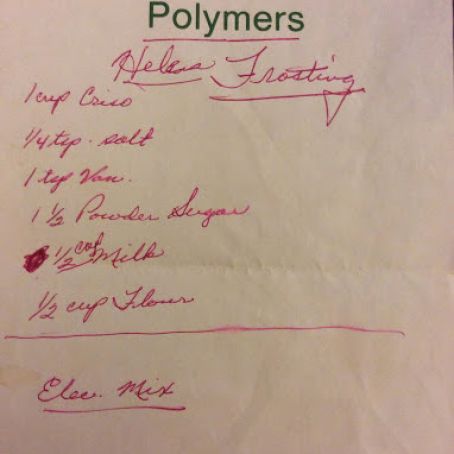 Polymers
Helens Frosting
1 cup Crisco
1/4 tsp. salt
1 tsp Van.
1 1/2 Powder Sugar
1/2 cup Milk
1/2 cup Flour
Elec. Mix